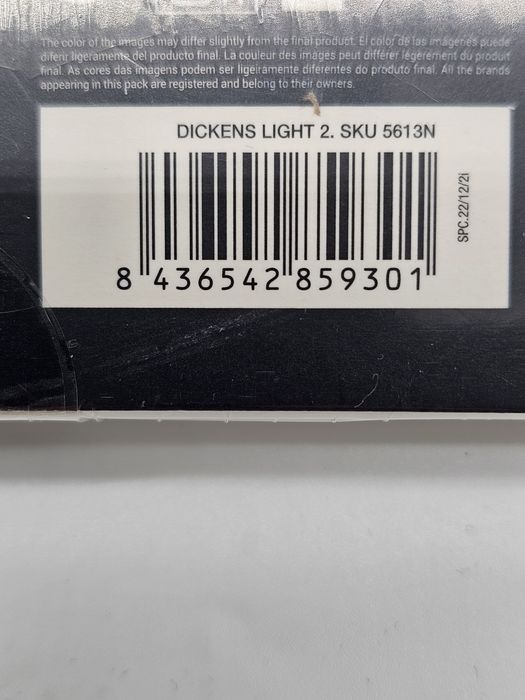 The color of the images may differ slightly from the final product. El color de las imagenes puede
diferir ligeramente del producto final. La couleur des images peut différer légerement du produit
final. As cores das imagens podem ser ligeiramente diferentes do produto final. All the brands
appearing in this pack are registered and belong to their owners.
DICKENS LIGHT 2. SKU 5613N
SPC.22/12/2i
8 436542 859301